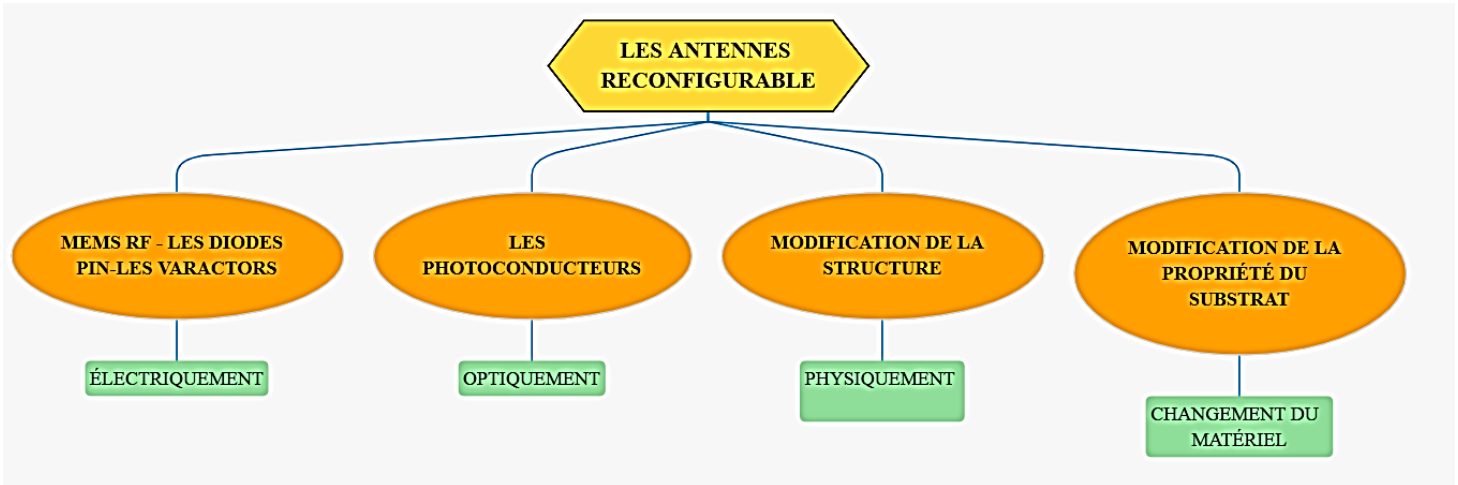 LES ANTENNES
RECONFIGURABLE
MEMS RF - LES DIODES
PIN-LES VARACTORS
LES
PHOTOCONDUCTEURS
MODIFICATION DE LA
STRUCTURE
MODIFICATION DE LA
PROPRIÉTÉ DU
SUBSTRAT
ÉLECTRIQUEMENT
OPTIQUEMENT
PHYSIQUEMENT
CHANGEMENT DU
MATÉRIEL